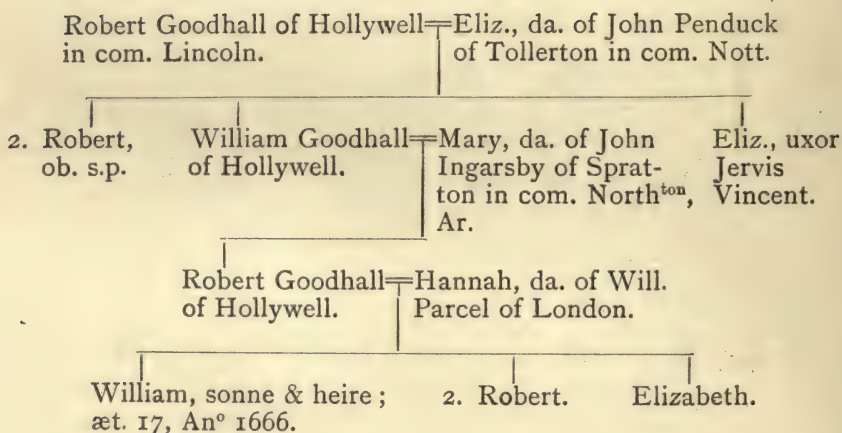 Robert Goodhall of Hollywell=Eliz., da. of John Penduck
in com. Lincoln. of Tollerton in com. Nott.
2. Robert, William Goodhall=Mary, da. of John Eliz., uxor
ob. s.p. of Hollywell. Ingarsby of Sprat- Jervis
ton in com. Northton, Vincent.
Ar.
Robert Goodhall=Hannah, da. of Will.
of Hollywell. Parcel of London.
William, sonne & heire; 2. Robert. Elizabeth.
æt. 17, Anº 1666.